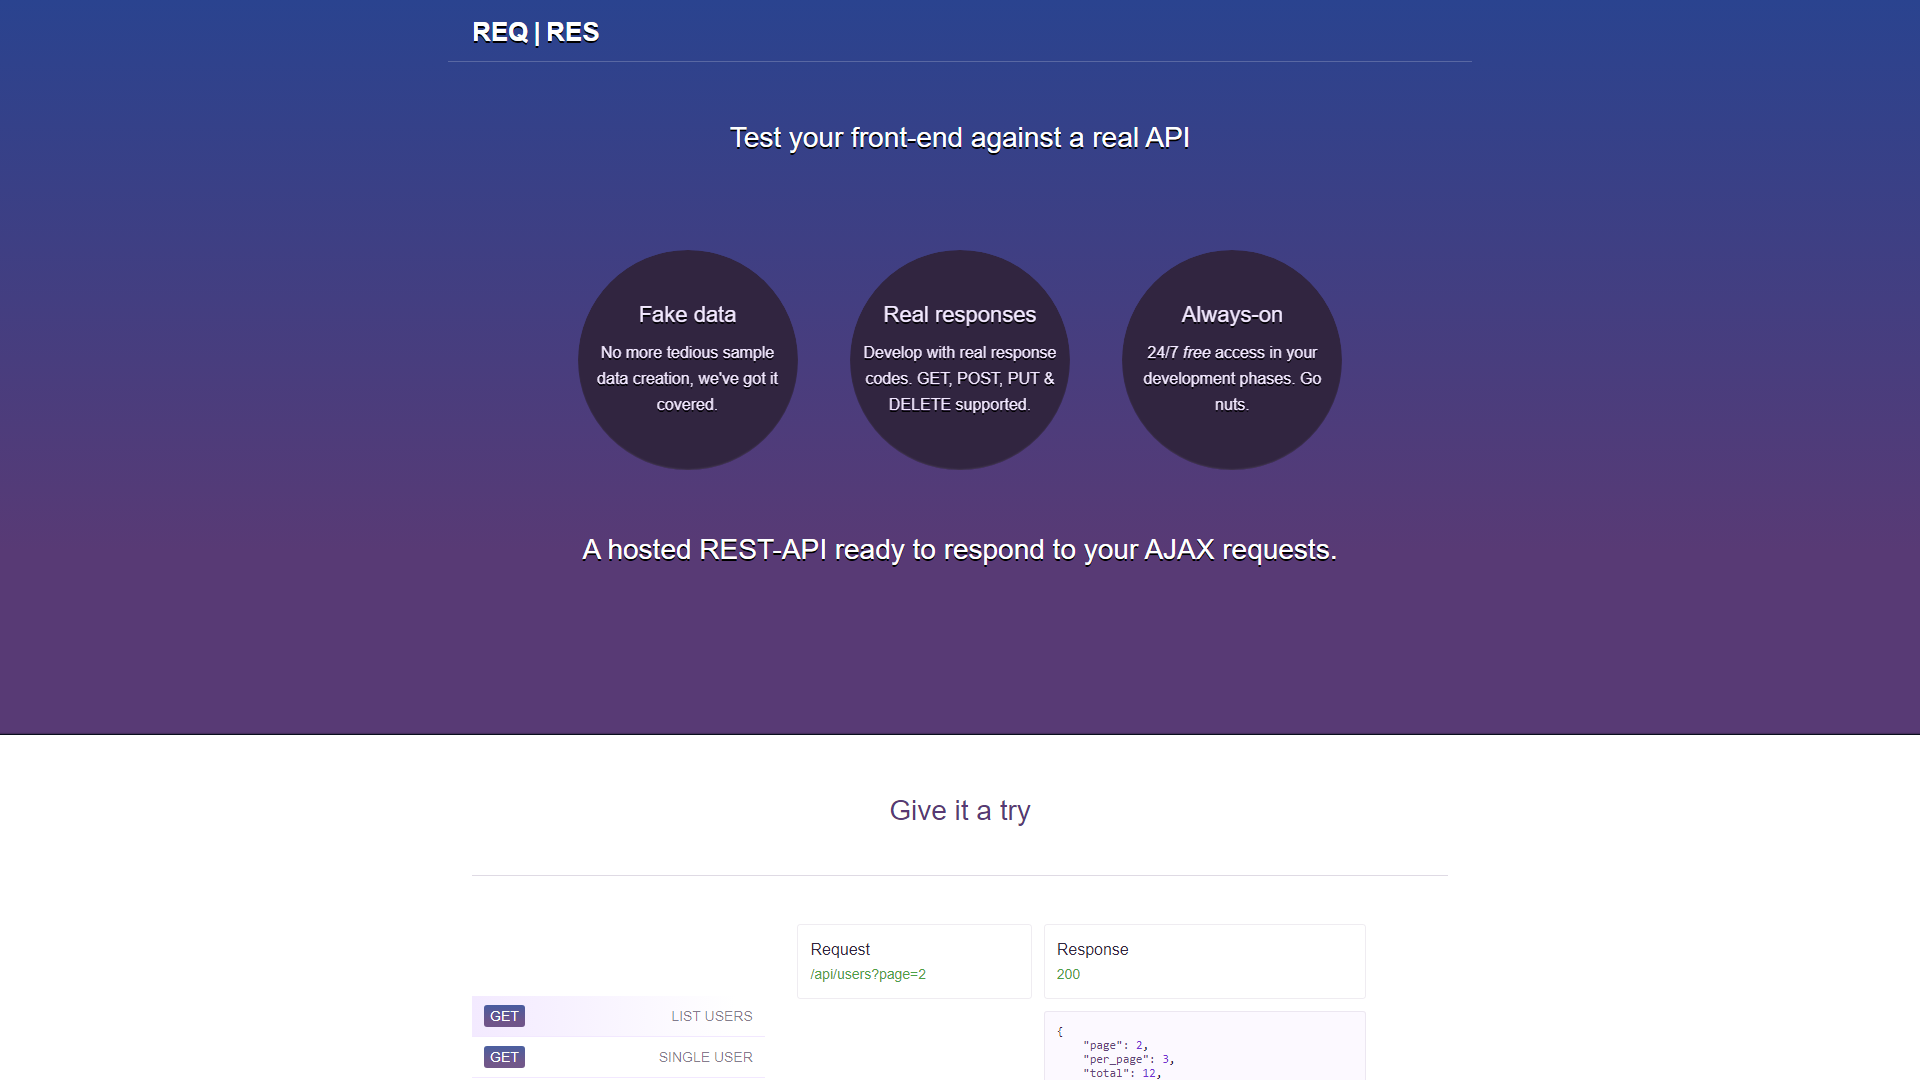 REQ | RES
Test your front-end against a real API
Fake data
No more tedious sample
data creation, we've got it
covered.
Real responses
Develop with real response
codes. GET, POST, PUT &
DELETE supported.
Always-on
24/7 free access in your
development phases. Go
nuts.
A hosted REST-API ready to respond to your AJAX requests.
Give it a try
GET LIST USERS
GET SINGLE USER
Request
/api/users?page=2
Response
200
{
"page": 2,
"per_page": 3,
"total": 12,